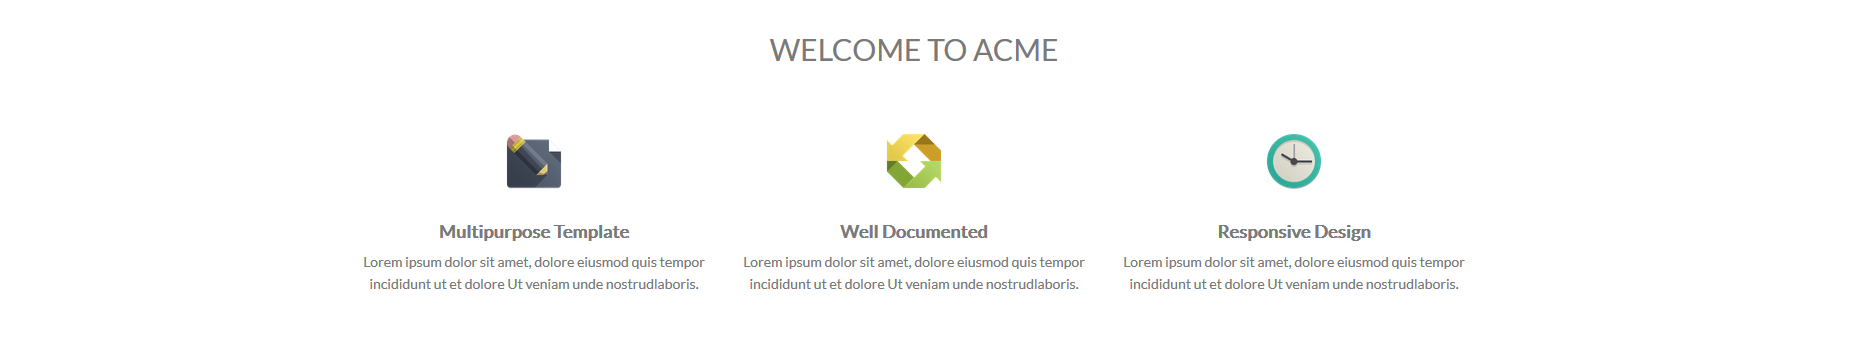 WELCOME TO ACME
Multipurpose Template
Lorem ipsum dolor sit amet, dolore eiusmod quis tempor
incididunt ut et dolore Ut veniam unde nostrudlaboris.
Well Documented
Lorem ipsum dolor sit amet, dolore eiusmod quis tempor
incididunt ut et dolore Ut veniam unde nostrudlaboris.
Responsive Design
Lorem ipsum dolor sit amet, dolore eiusmod quis tempor
incididunt ut et dolore Ut veniam unde nostrudlaboris.